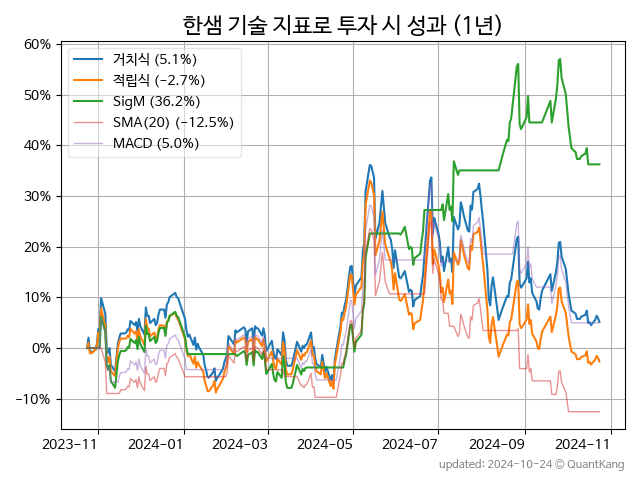 한샘 기술 지표로 투자 시 성과 (1년)
60%
50%
40%
30%
20%
10%
0%
−10%
거치식 (5.1%)
적립식 (−2.7%)
SigM (36.2%)
SMA(20) (−12.5%)
MACD (5.0%)
2023-11 2024-01 2024-03 2024-05 2024-07 2024-09 2024-11
updated: 2024-10-24 © QuantKang